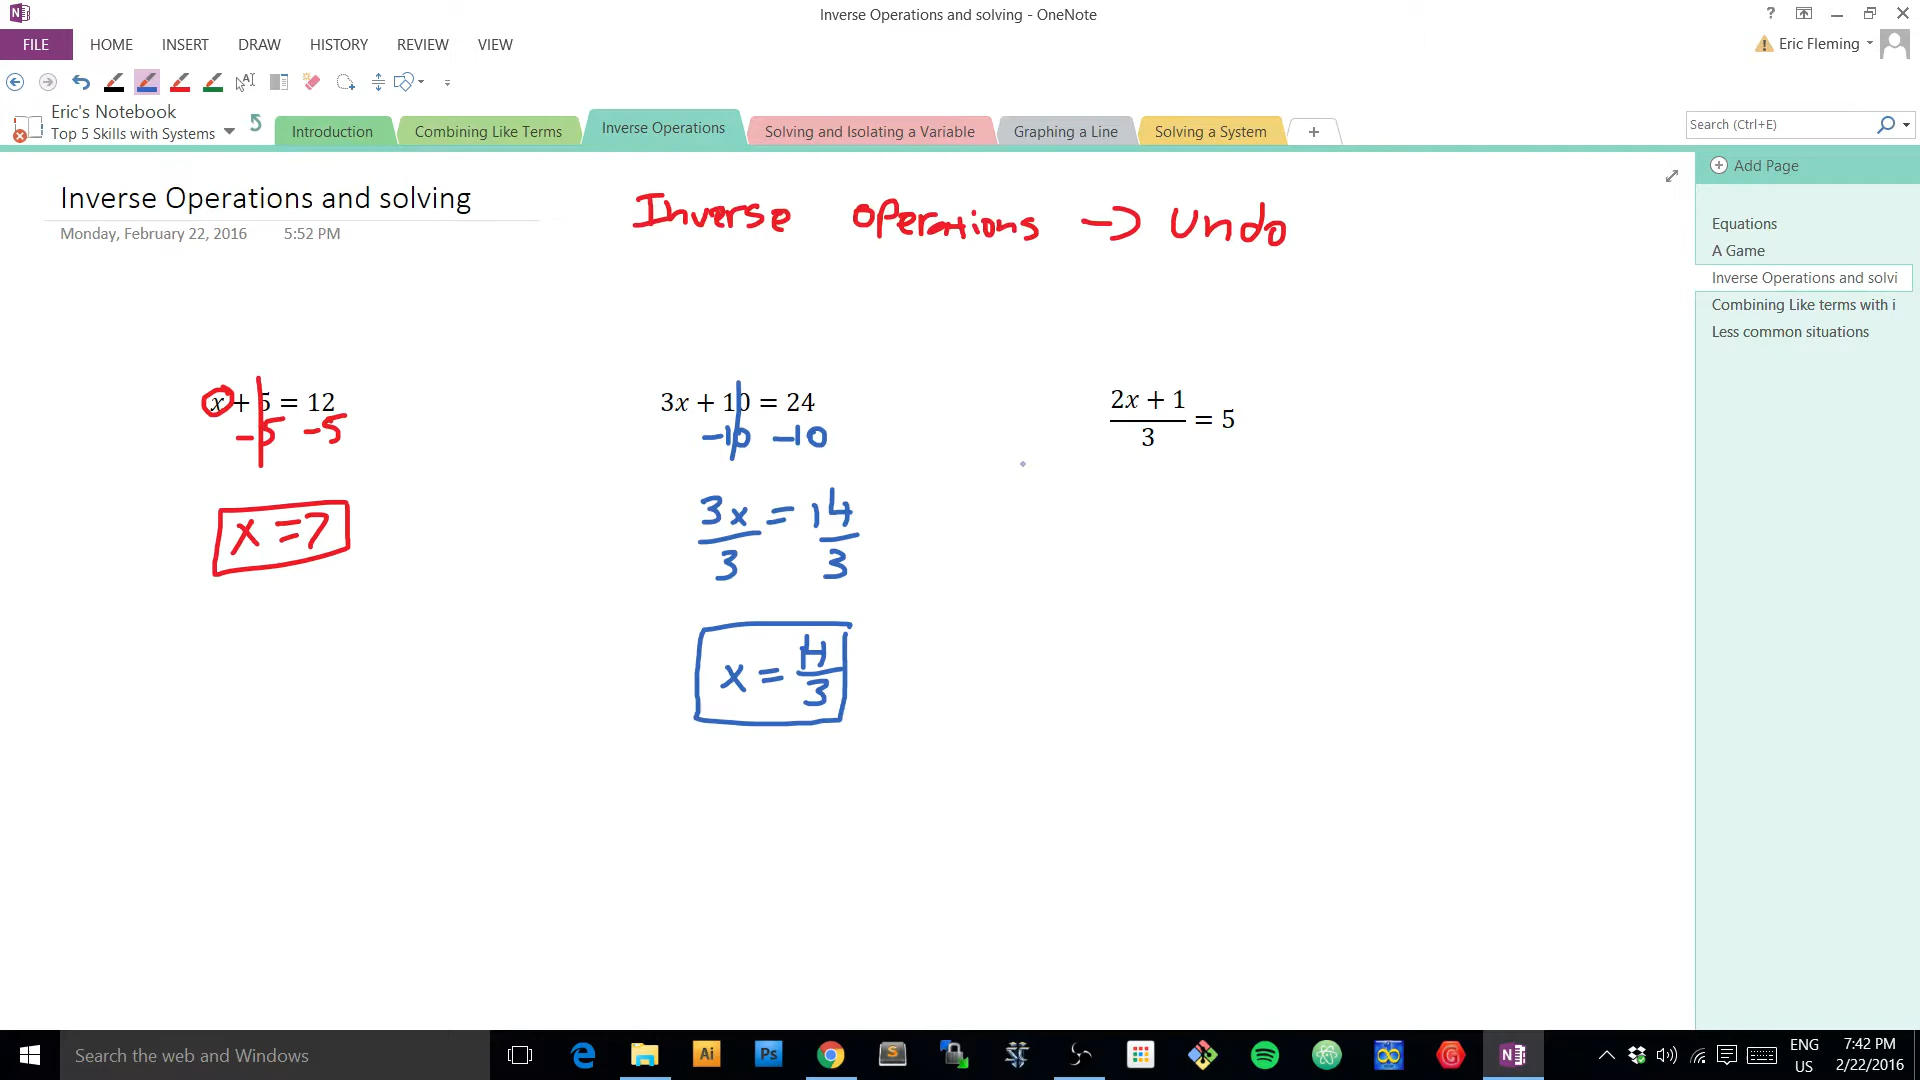 Inverse Operations and solving - OneNote
?
FILE HOME INSERT DRAW HISTORY REVIEW VIEW
Eric Fleming
Eric's Notebook
Top 5 Skills with Systems
Introduction
Combining Like Terms
Inverse Operations
Solving and Isolating a Variable
Graphing a Line
Solving a System
+
Search (Ctrl+E)
Add Page
Equations
A Game
Inverse Operations and solvi
Combining Like terms with i
Less common situations
Inverse Operations and solving
Monday, February 22, 2016 5:52 PM
Inverse operations → Undo
x + 5 = 12
-5 -5
x = 7
3x + 10 = 24
-10 -10
3x = 14
3 3
x = 14
3
2x + 1
3
= 5
Search the web and Windows
Ai
Ps
ENG
US
7:42 PM
2/22/2016